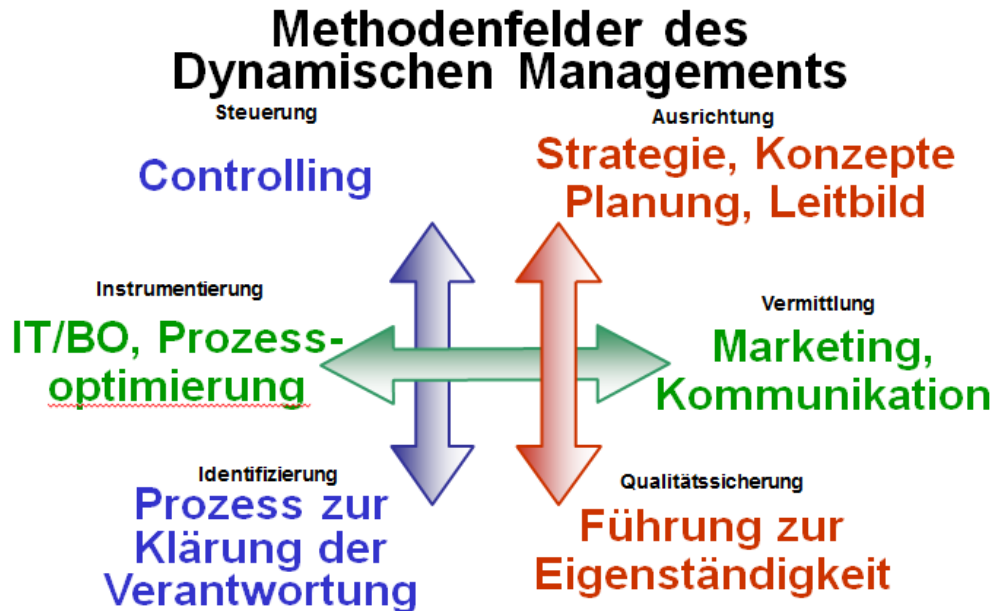 Methodenfelder des
Dynamischen Managements
Steuerung
Controlling
Ausrichtung
Strategie, Konzepte
Planung, Leitbild
Instrumentierung
IT/BO, Prozess-
optimierung
Vermittlung
Marketing,
Kommunikation
Identifizierung
Prozess zur
Klärung der
Verantwortung
Qualitätssicherung
Führung zur
Eigenständigkeit